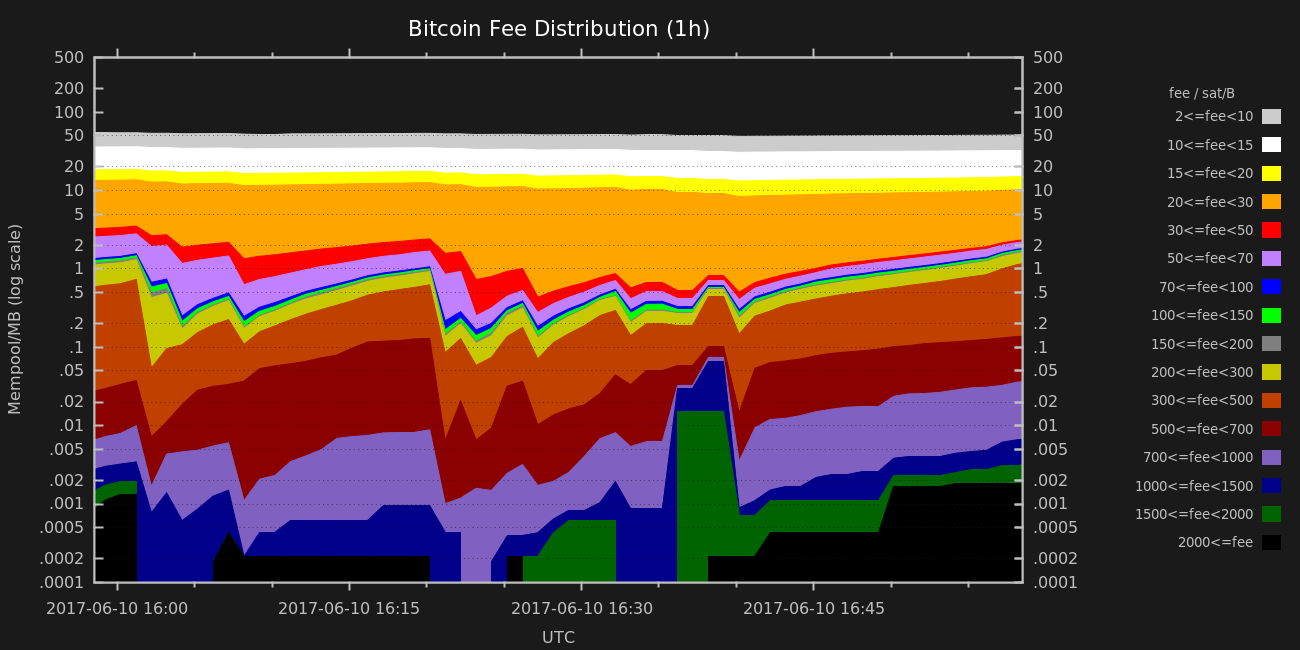 Bitcoin Fee Distribution (1h)
500 500
200 200
100 100
50 50
20 20
10 10
5 5
2 2
1 1
.5 .5
.2 .2
.1 .1
.05 .05
.02 .02
.01 .01
.005 .005
.002 .002
.001 .001
.0005 .0005
.0002 .0002
.0001 .0001
Mempool/MB (log scale)
2017-06-10 16:00 2017-06-10 16:15 2017-06-10 16:30 2017-06-10 16:45
UTC
fee / sat/B
2<=fee<10
10<=fee<15
15<=fee<20
20<=fee<30
30<=fee<50
50<=fee<70
70<=fee<100
100<=fee<150
150<=fee<200
200<=fee<300
300<=fee<500
500<=fee<700
700<=fee<1000
1000<=fee<1500
1500<=fee<2000
2000<=fee